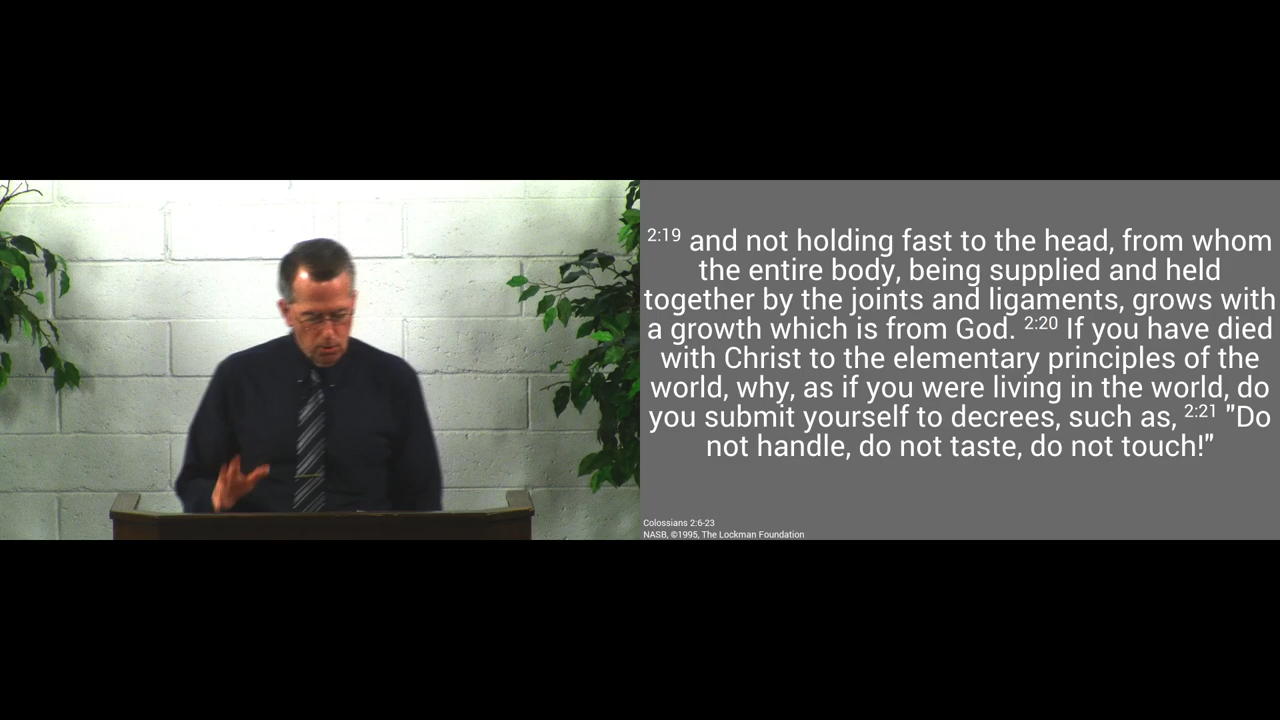 2:19 and not holding fast to the head, from whom
the entire body, being supplied and held
together by the joints and ligaments, grows with
a growth which is from God. 2:20 If you have died
with Christ to the elementary principles of the
world, why, as if you were living in the world, do
you submit yourself to decrees, such as, 2:21 "Do
not handle, do not taste, do not touch!"
Colossians 2:6-23
NASB, ©1995, The Lockman Foundation